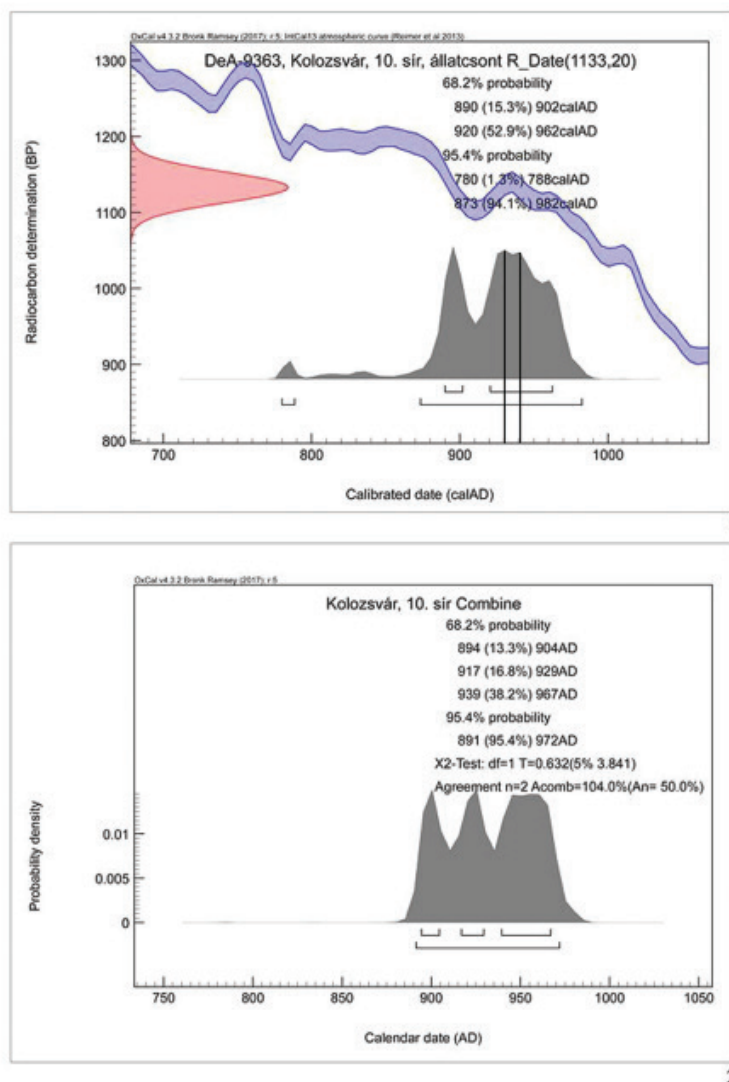 OxCal v4.3.2 Bronk Ramsey (2017); r:5; IntCal13 atmospheric curve (Reimer et al 2013)
DeA-9363, Kolozsvár, 10. sír, állatcsont R_Date(1133,20)
68.2% probability
890 (15.3%) 902calAD
920 (52.9%) 962calAD
95.4% probability
780 (1.3%) 788calAD
873 (94.1%) 982calAD
Radiocarbon determination (BP)
1300
1200
1100
1000
900
800
700 800 900 1000
Calibrated date (calAD)
OxCal v4.3.2 Bronk Ramsey (2017); r:5
Kolozsvár, 10. sír Combine
68.2% probability
894 (13.3%) 904AD
917 (16.8%) 929AD
939 (38.2%) 967AD
95.4% probability
891 (95.4%) 972AD
X2-Test: df=1 T=0.632(5% 3.841)
Agreement n=2 Acomb=104.0%(An= 50.0%)
Probability density
0.01
0.005
0
750 800 850 900 950 1000 1050
Calendar date (AD)